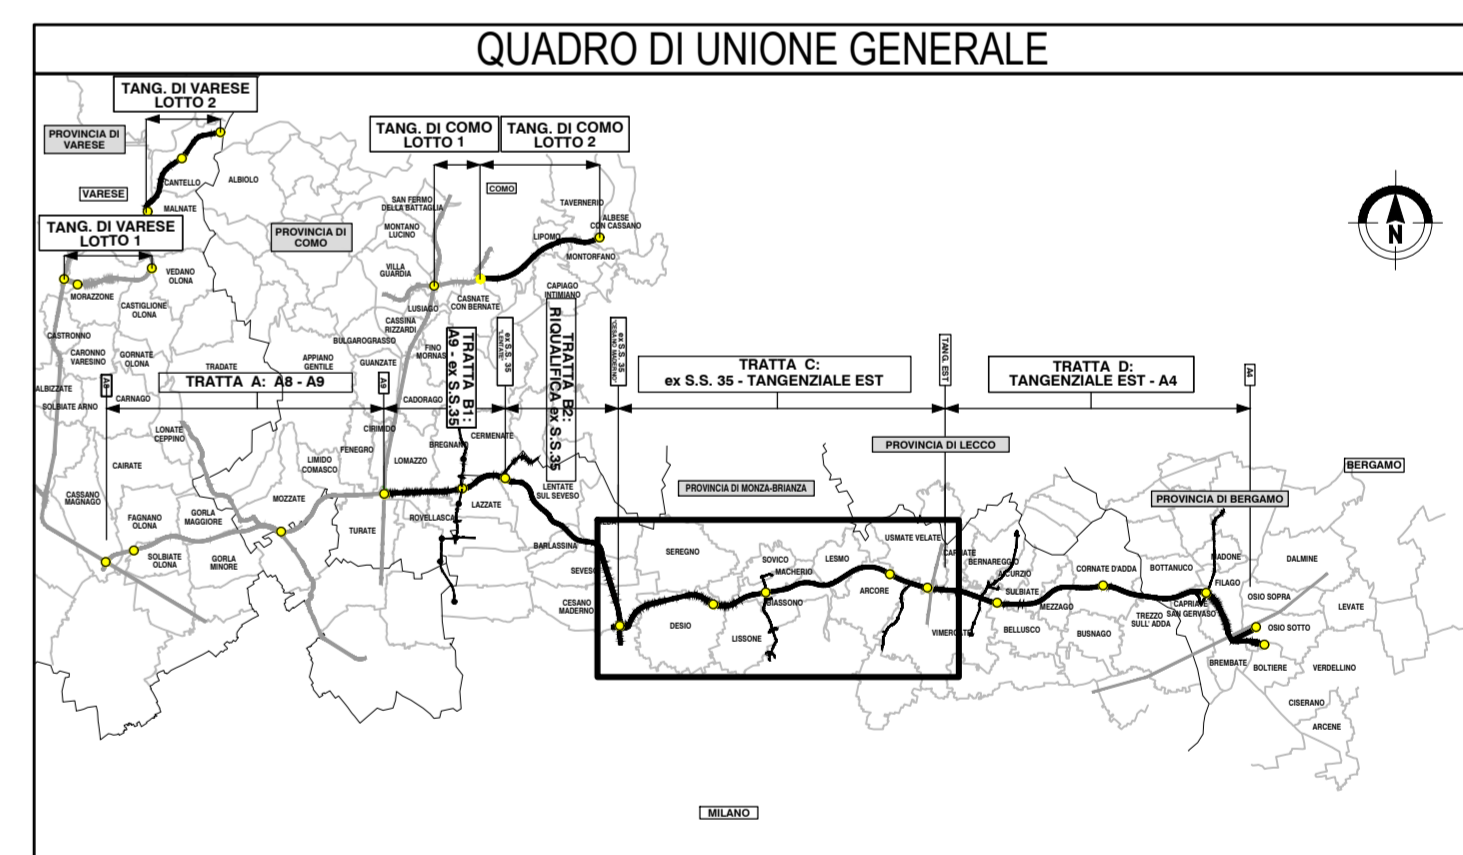 QUADRO DI UNIONE GENERALE
TANG. DI VARESE
LOTTO 2
PROVINCIA DI
VARESE
CANTELLO
ALBIOLO
VARESE
MALNATE
TANG. DI VARESE
LOTTO 1
VEDANO
OLONA
MORAZZONE
CASTIGLIONE
OLONA
PROVINCIA DI
COMO
TANG. DI COMO
LOTTO 1
TANG. DI COMO
LOTTO 2
COMO
SAN FERMO
DELLA BATTAGLIA
MONTANO
LUCINO
TAVERNERIO
ALBESE
CON CASSANO
LIPOMO
MONTORFANO
VILLA
GUARDIA
CAPIAGO
INTIMIANO
LUSIAGO
CASNATE
CON BERNATE
CASSINA
RIZZARDI
BULGAROGRASSO
FINO
MORNAS
GUANZATE
APPIANO
GENTILE
CASTRONNO
CARONNO
VARESINO
GORNATE
OLONA
TRADATE
ALBIZZATE
SOLBIATE ARNO
CARNAGO
A8
TRATTA A: A8 - A9
A9
CADORAGO
TRATTA B1:
A9 - ex S.S.35
ex S.S. 35
"LENTATE"
TRATTA B2:
RIQUALIFICA ex S.S.35
ex S.S. 35
"CESANO MADERNO"
TRATTA C:
ex S.S. 35 - TANGENZIALE EST
TANG. EST
TRATTA D:
TANGENZIALE EST - A4
A4
LONATE
CEPPINO
CIRIMIDO
FENEGRO
BREGNANO
CERMENATE
LIMIDO
COMASCO
LOMAZZO
CAIRATE
CASSANO
MAGNAGO
MOZZATE
FAGNANO
OLONA
GORLA
MAGGIORE
SOLBIATE
OLONA
GORLA
MINORE
TURATE
ROVELLASCA
LAZZATE
LENTATE
SUL SEVESO
BARLASSINA
SEVESO
CESANO
MADERNO
PROVINCIA DI MONZA-BRIANZA
PROVINCIA DI LECCO
PROVINCIA DI BERGAMO
BERGAMO
N
SEREGNO
SOVICO
MACHERIO
LESMO
USMATE VELATE
BIASSONO
ARCORE
DESIO
LISSONE
CARNATE
BERNAREGGIO
AICURZIO
SULBIATE
VIMERCATE
MEZZAGO
BELLUSCO
CORNATE D'ADDA
BUSNAGO
BOTTANUCO
TREZZO
SULL' ADDA
MADONE
FILAGO
CAPRIATE
SAN GERVASO
DALMINE
OSIO SOPRA
LEVATE
OSIO SOTTO
BREMBATE
BOLTIERE
VERDELLINO
CISERANO
ARCENE
MILANO